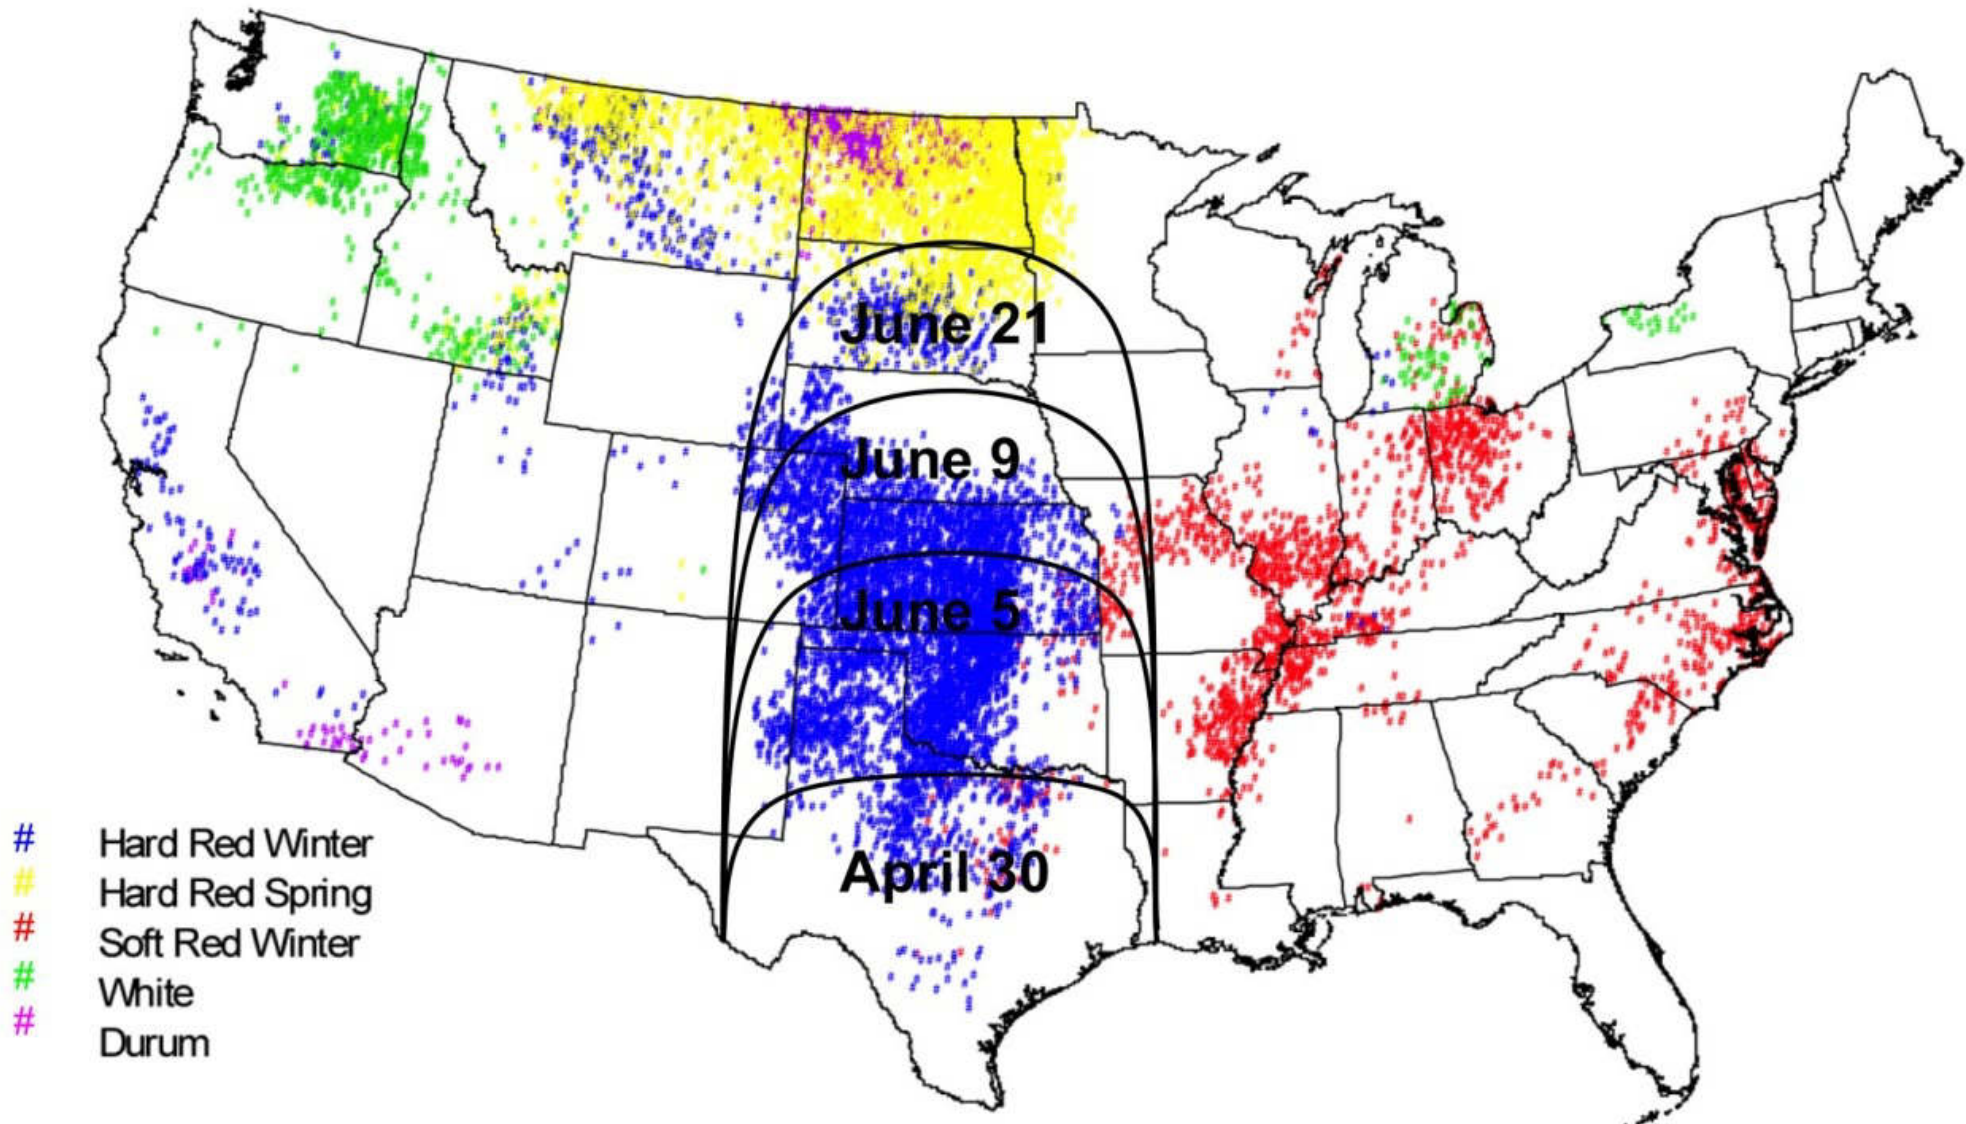 June 21
June 9
June 5
April 30
# Hard Red Winter
# Hard Red Spring
# Soft Red Winter
# White
# Durum